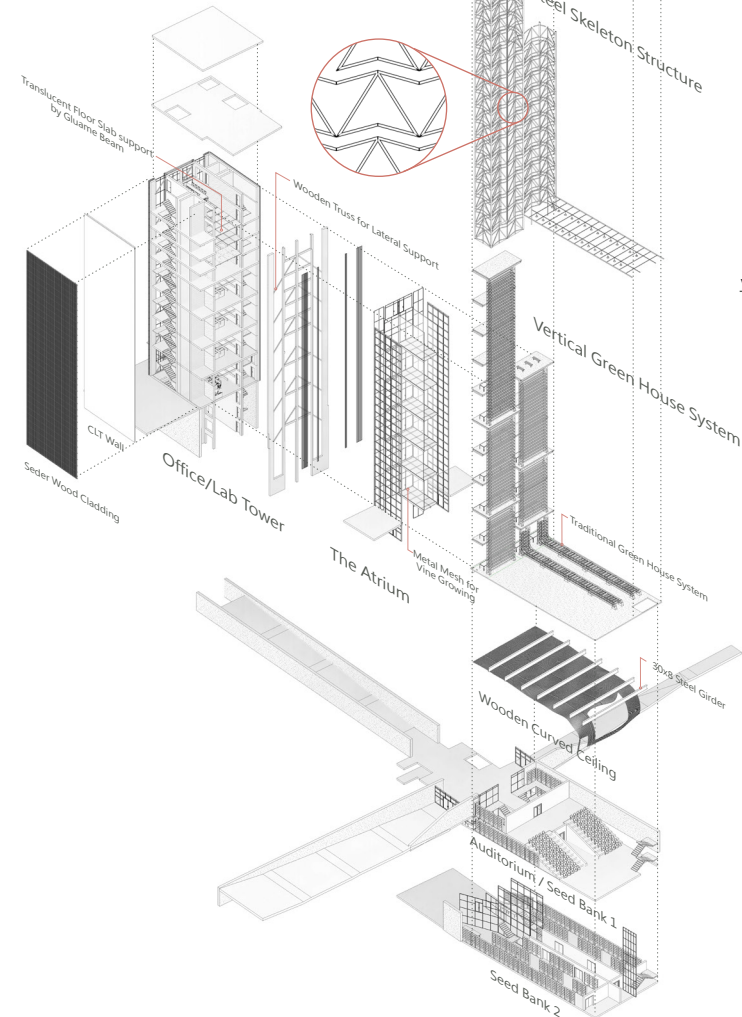 eel Skeleton Structure
Translucent Floor Slab support
by Gluame Beam
Wooden Truss for Lateral Support
Vertical Green House System
CLT Wall
Seder Wood Cladding
Office/Lab Tower
The Atrium
Metal Mesh for
Vine Growing
Traditional Green House System
30x8 Steel Girder
Wooden Curved Ceiling
Auditorium / Seed Bank 1
Seed Bank 2